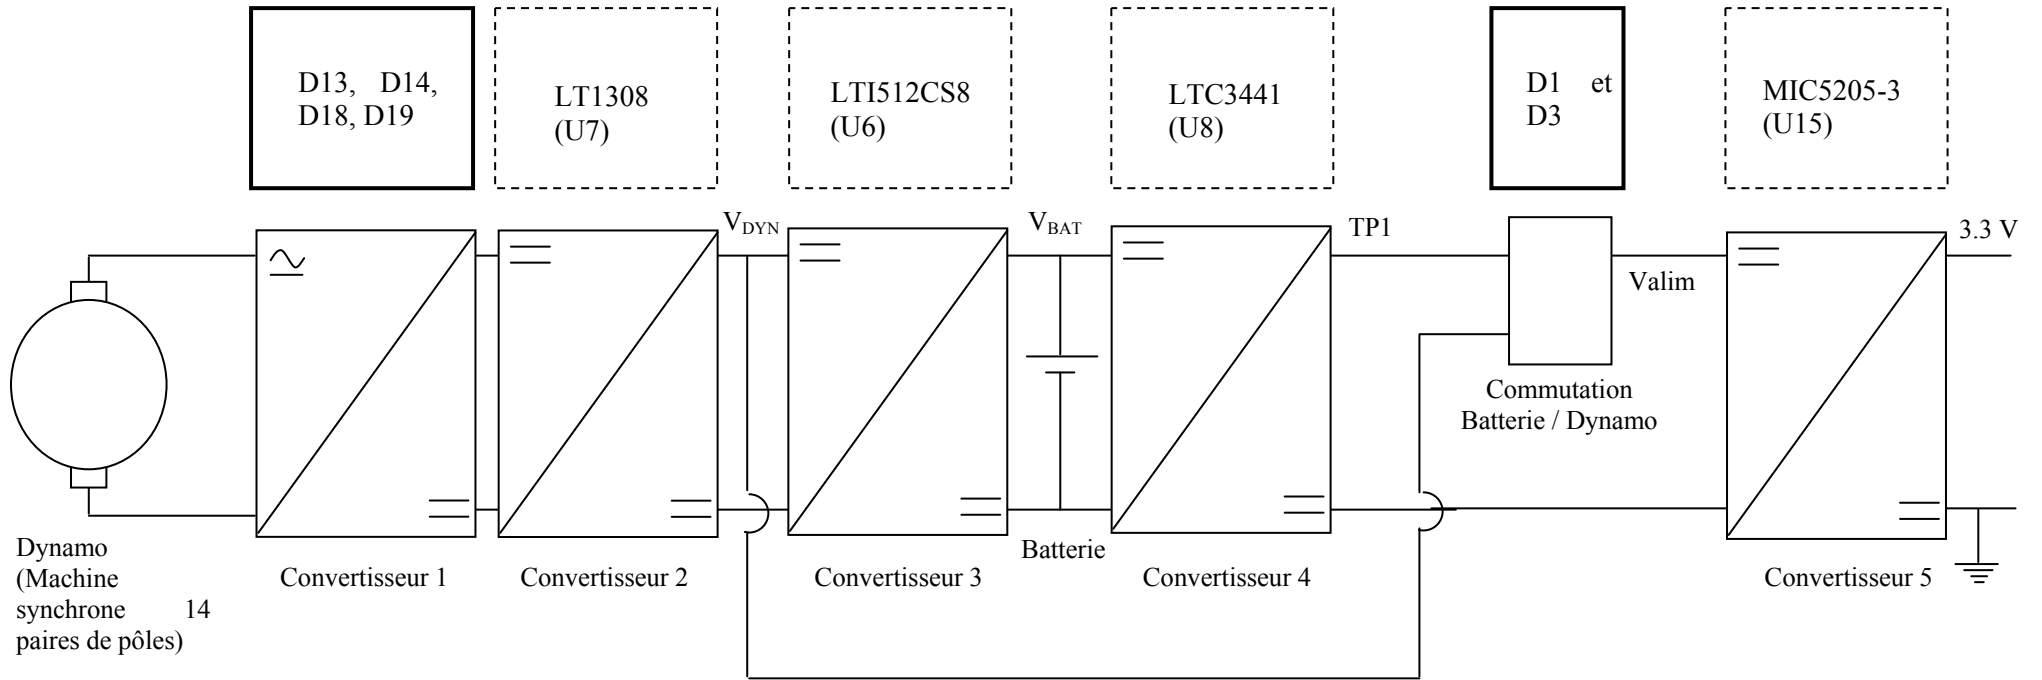 D13, D14,
D18, D19
LT1308
(U7)
LTI512CS8
(U6)
LTC3441
(U8)
D1 et
D3
MIC5205-3
(U15)
VDYN
VBAT
TP1
3.3 V
Valim
Commutation
Batterie / Dynamo
Batterie
Dynamo
(Machine
synchrone 14
paires de pôles)
Convertisseur 1
Convertisseur 2
Convertisseur 3
Convertisseur 4
Convertisseur 5